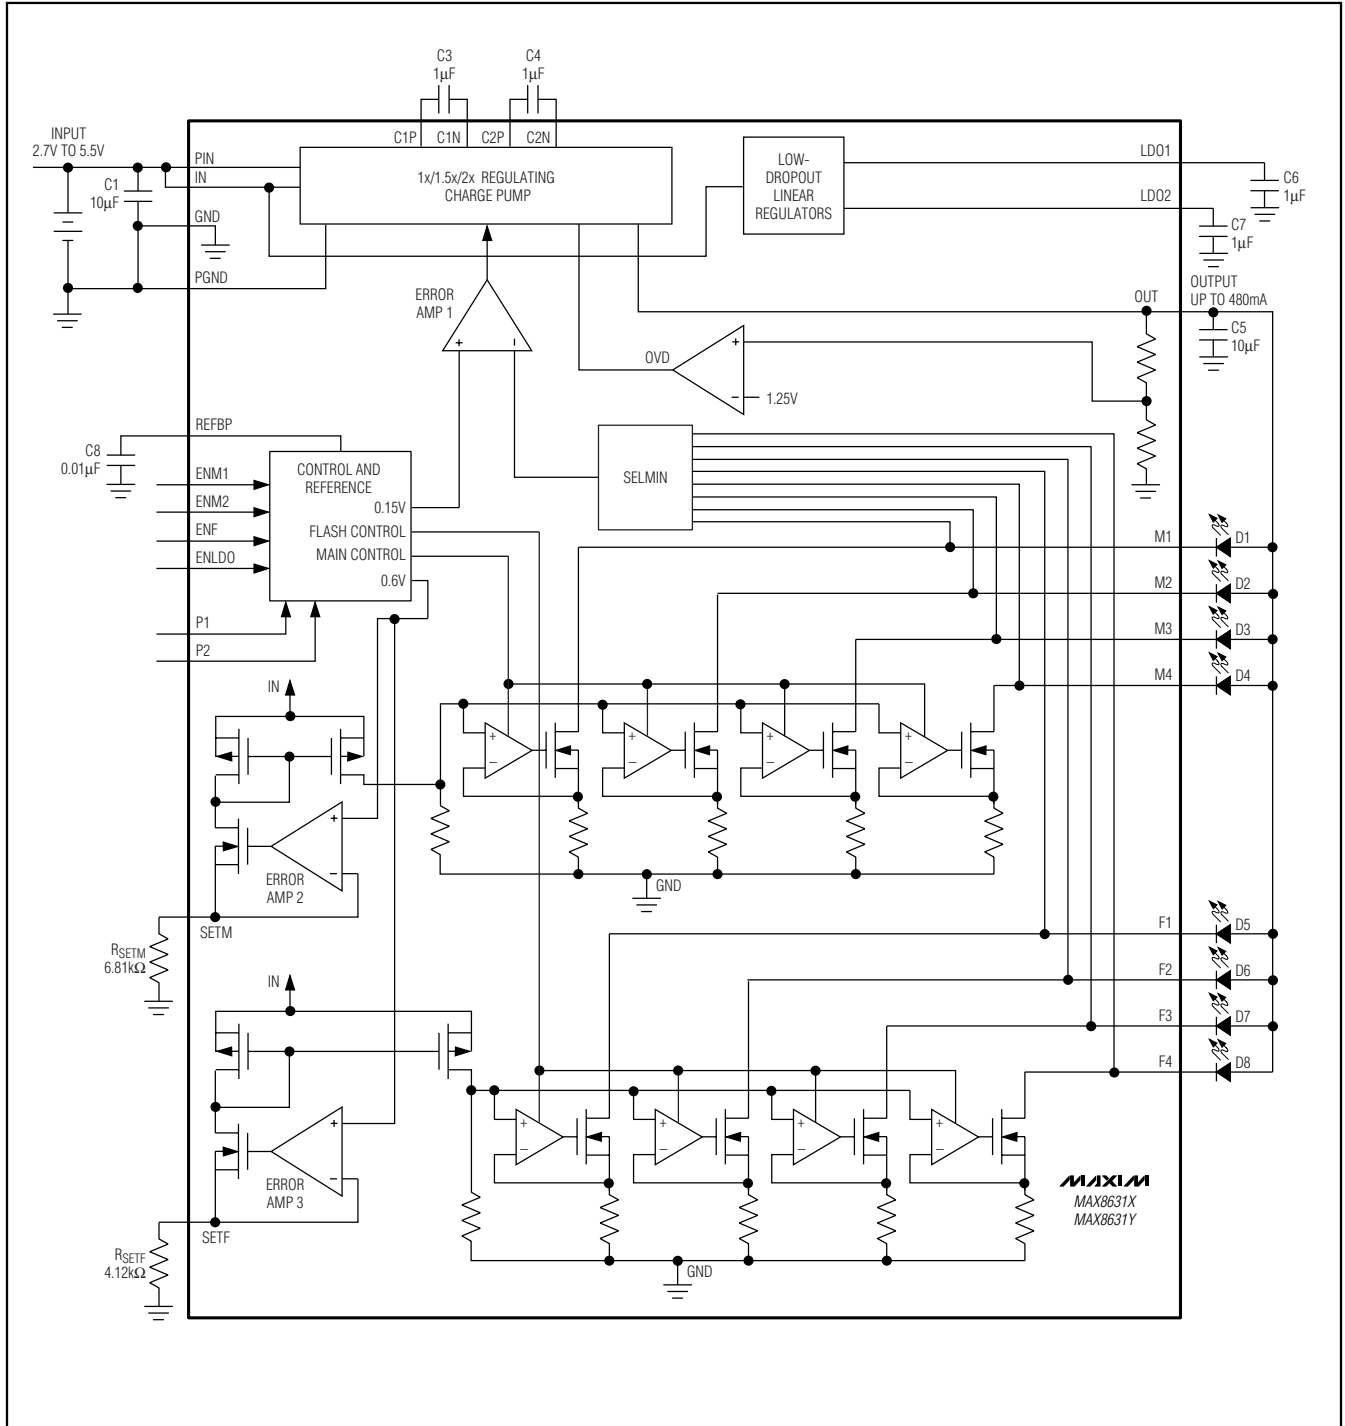 C3
1µF
C4
1µF
INPUT
2.7V TO 5.5V
C1P
C1N
C2P
C2N
PIN
IN
C1
10µF
GND
PGND
1x/1.5x/2x REGULATING
CHARGE PUMP
LOW-
DROPOUT
LINEAR
REGULATORS
LDO1
LDO2
C6
1µF
C7
1µF
OUTPUT
UP TO 480mA
OUT
C5
10µF
ERROR
AMP 1
+
–
OVD
+
–
1.25V
REFBP
C8
0.01µF
ENM1
ENM2
ENF
ENLDO
P1
P2
CONTROL AND
REFERENCE
0.15V
FLASH CONTROL
MAIN CONTROL
0.6V
SELMIN
M1
D1
M2
D2
M3
D3
M4
D4
IN
+
–
+
–
+
–
+
–
+
–
ERROR
AMP 2
GND
SETM
RSETM
6.81kΩ
F1
D5
F2
D6
F3
D7
F4
D8
IN
+
–
+
–
+
–
+
–
+
–
ERROR
AMP 3
GND
SETF
RSETF
4.12kΩ
MAXIM
MAX8631X
MAX8631Y